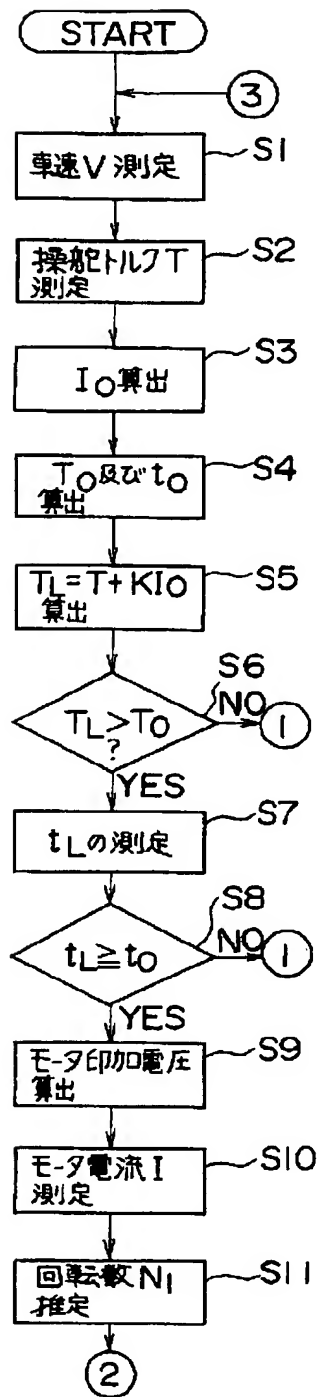 START
3
車速V測定 S1
操舵トルクT S2
測定
IO算出 S3
TO及びtO S4
算出
TL=T+KIO S5
算出
S6
TL>TO NO 1
?
YES
tLの測定 S7
S8
tL≧tO NO 1
YES
モータ印加電圧 S9
算出
モータ電流I S10
測定
回転数N1 S11
推定
2